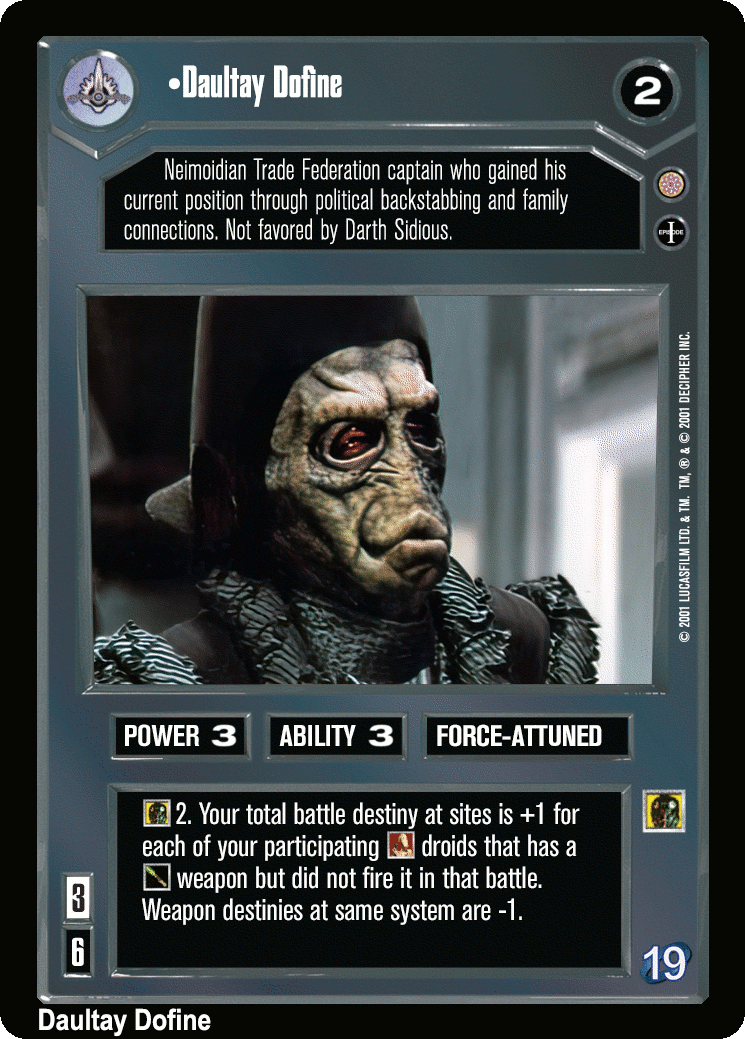 •Daultay Dofine
2
Neimoidian Trade Federation captain who gained his
current position through political backstabbing and family
connections. Not favored by Darth Sidious.
EPISODE
I
© 2001 LUCASFILM LTD. & TM. TM, ® & © 2001 DECIPHER INC.
POWER 3
ABILITY 3
FORCE-ATTUNED
2. Your total battle destiny at sites is +1 for
each of your participating droids that has a
weapon but did not fire it in that battle.
Weapon destinies at same system are -1.
3
6
19
Daultay Dofine